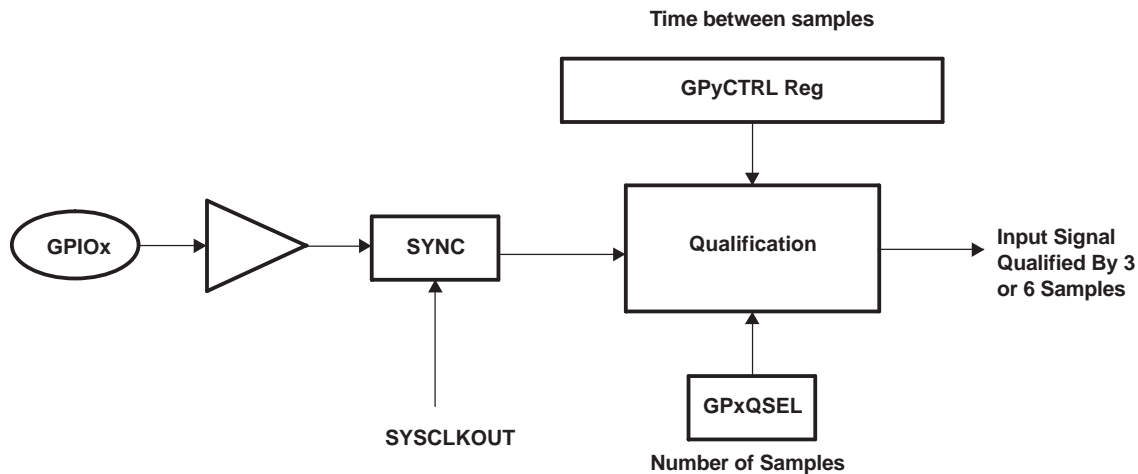 Time between samples
GPyCTRL Reg
GPIOx
SYNC
Qualification
Input Signal
Qualified By 3
or 6 Samples
GPxQSEL
SYSCLKOUT
Number of Samples